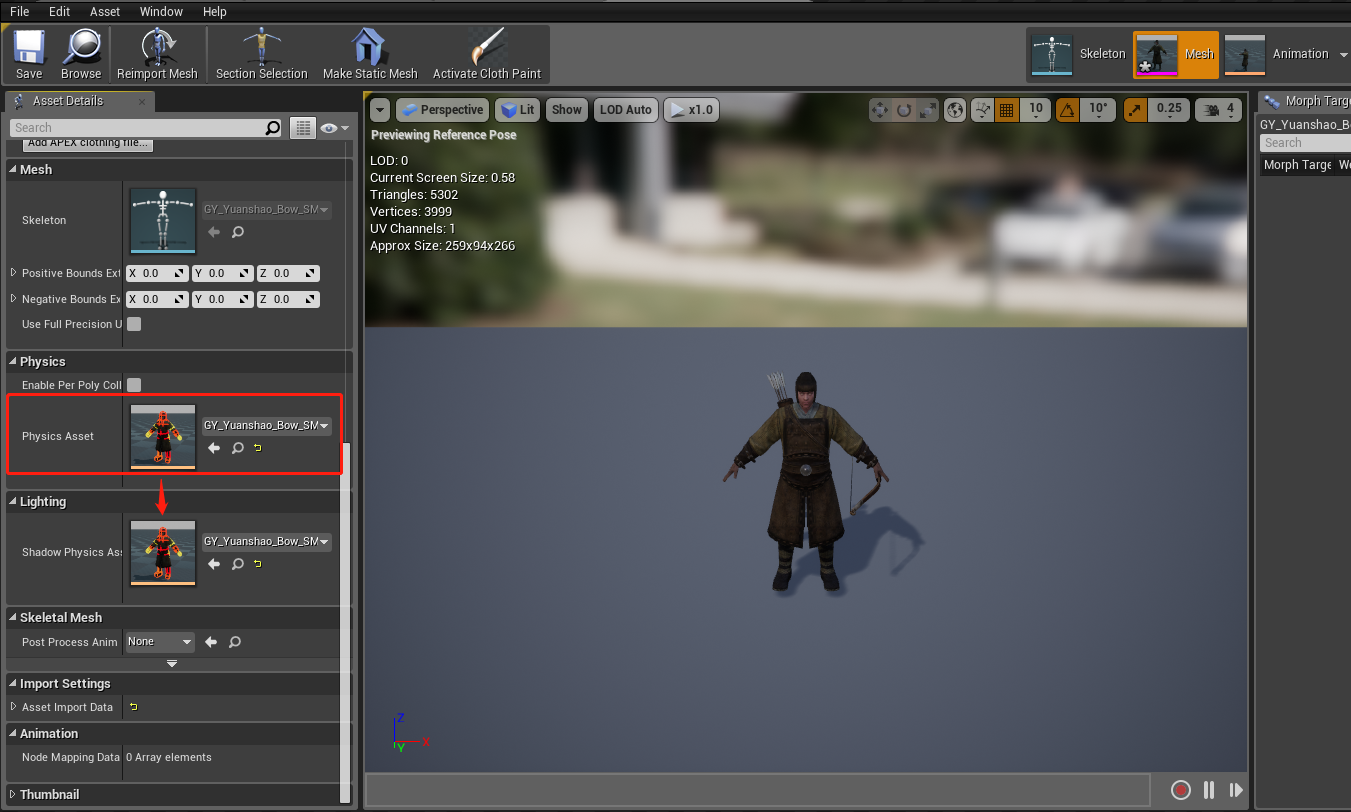 File Edit Asset Window Help
Save Browse Reimport Mesh Section Selection Make Static Mesh Activate Cloth Paint Skeleton Mesh Animation
Asset Details
Search
Add APEX clothing file...
Mesh
Skeleton GY_Yuanshao_Bow_SM
Positive Bounds Ext X 0.0 Y 0.0 Z 0.0
Negative Bounds Ex X 0.0 Y 0.0 Z 0.0
Use Full Precision U
Physics
Enable Per Poly Coll
Physics Asset GY_Yuanshao_Bow_SM
Lighting
Shadow Physics Ass GY_Yuanshao_Bow_SM
Skeletal Mesh
Post Process Anim None
Import Settings
Asset Import Data
Animation
Node Mapping Data 0 Array elements
Thumbnail
Perspective Lit Show LOD Auto x1.0 10 10° 0.25 4
Previewing Reference Pose
LOD: 0
Current Screen Size: 0.58
Triangles: 5302
Vertices: 3999
UV Channels: 1
Approx Size: 259x94x266
Z
X
Y
Morph Targe
GY_Yuanshao_B
Search
Morph Targe We